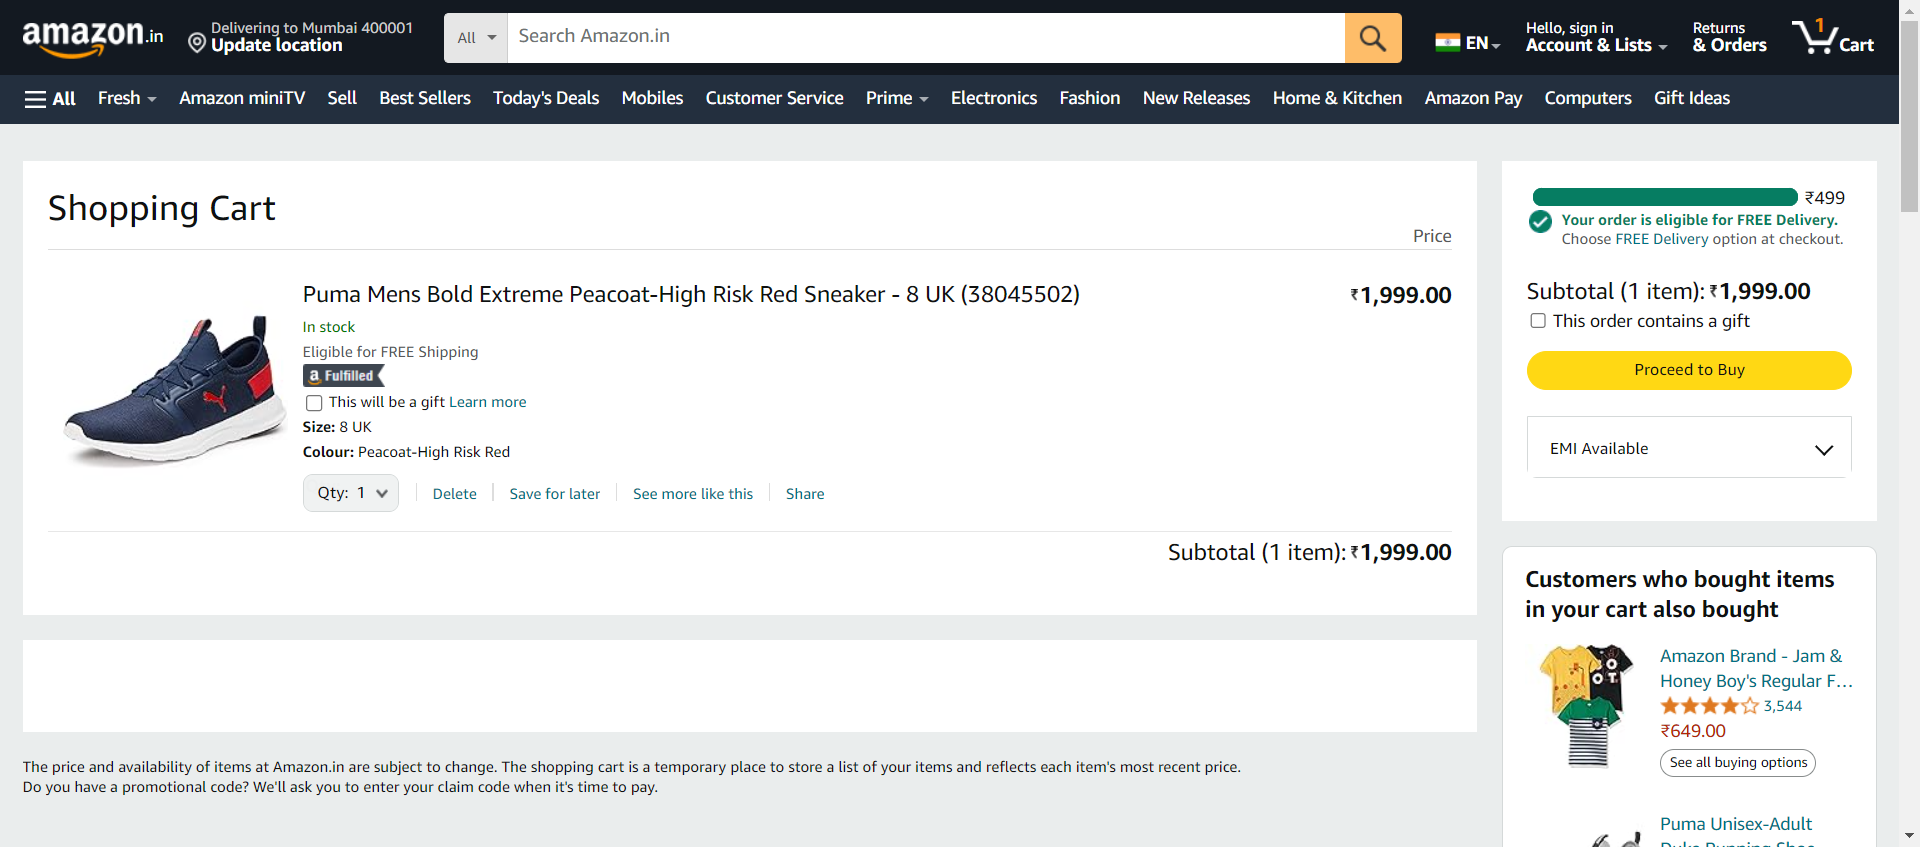 amazon.in
Delivering to Mumbai 400001
Update location
All
Search Amazon.in
EN
Hello, sign in
Account & Lists
Returns
& Orders
1
Cart
All
Fresh
Amazon miniTV
Sell
Best Sellers
Today's Deals
Mobiles
Customer Service
Prime
Electronics
Fashion
New Releases
Home & Kitchen
Amazon Pay
Computers
Gift Ideas
Shopping Cart
Price
Puma Mens Bold Extreme Peacoat-High Risk Red Sneaker - 8 UK (38045502)
₹1,999.00
In stock
Eligible for FREE Shipping
a Fulfilled
This will be a gift Learn more
Size: 8 UK
Colour: Peacoat-High Risk Red
Qty: 1
Delete
Save for later
See more like this
Share
Subtotal (1 item): ₹1,999.00
The price and availability of items at Amazon.in are subject to change. The shopping cart is a temporary place to store a list of your items and reflects each item's most recent price.
Do you have a promotional code? We'll ask you to enter your claim code when it's time to pay.
₹499
Your order is eligible for FREE Delivery.
Choose FREE Delivery option at checkout.
Subtotal (1 item): ₹1,999.00
This order contains a gift
Proceed to Buy
EMI Available
Customers who bought items
in your cart also bought
Amazon Brand - Jam &
Honey Boy's Regular F…
3,544
₹649.00
See all buying options
Puma Unisex-Adult